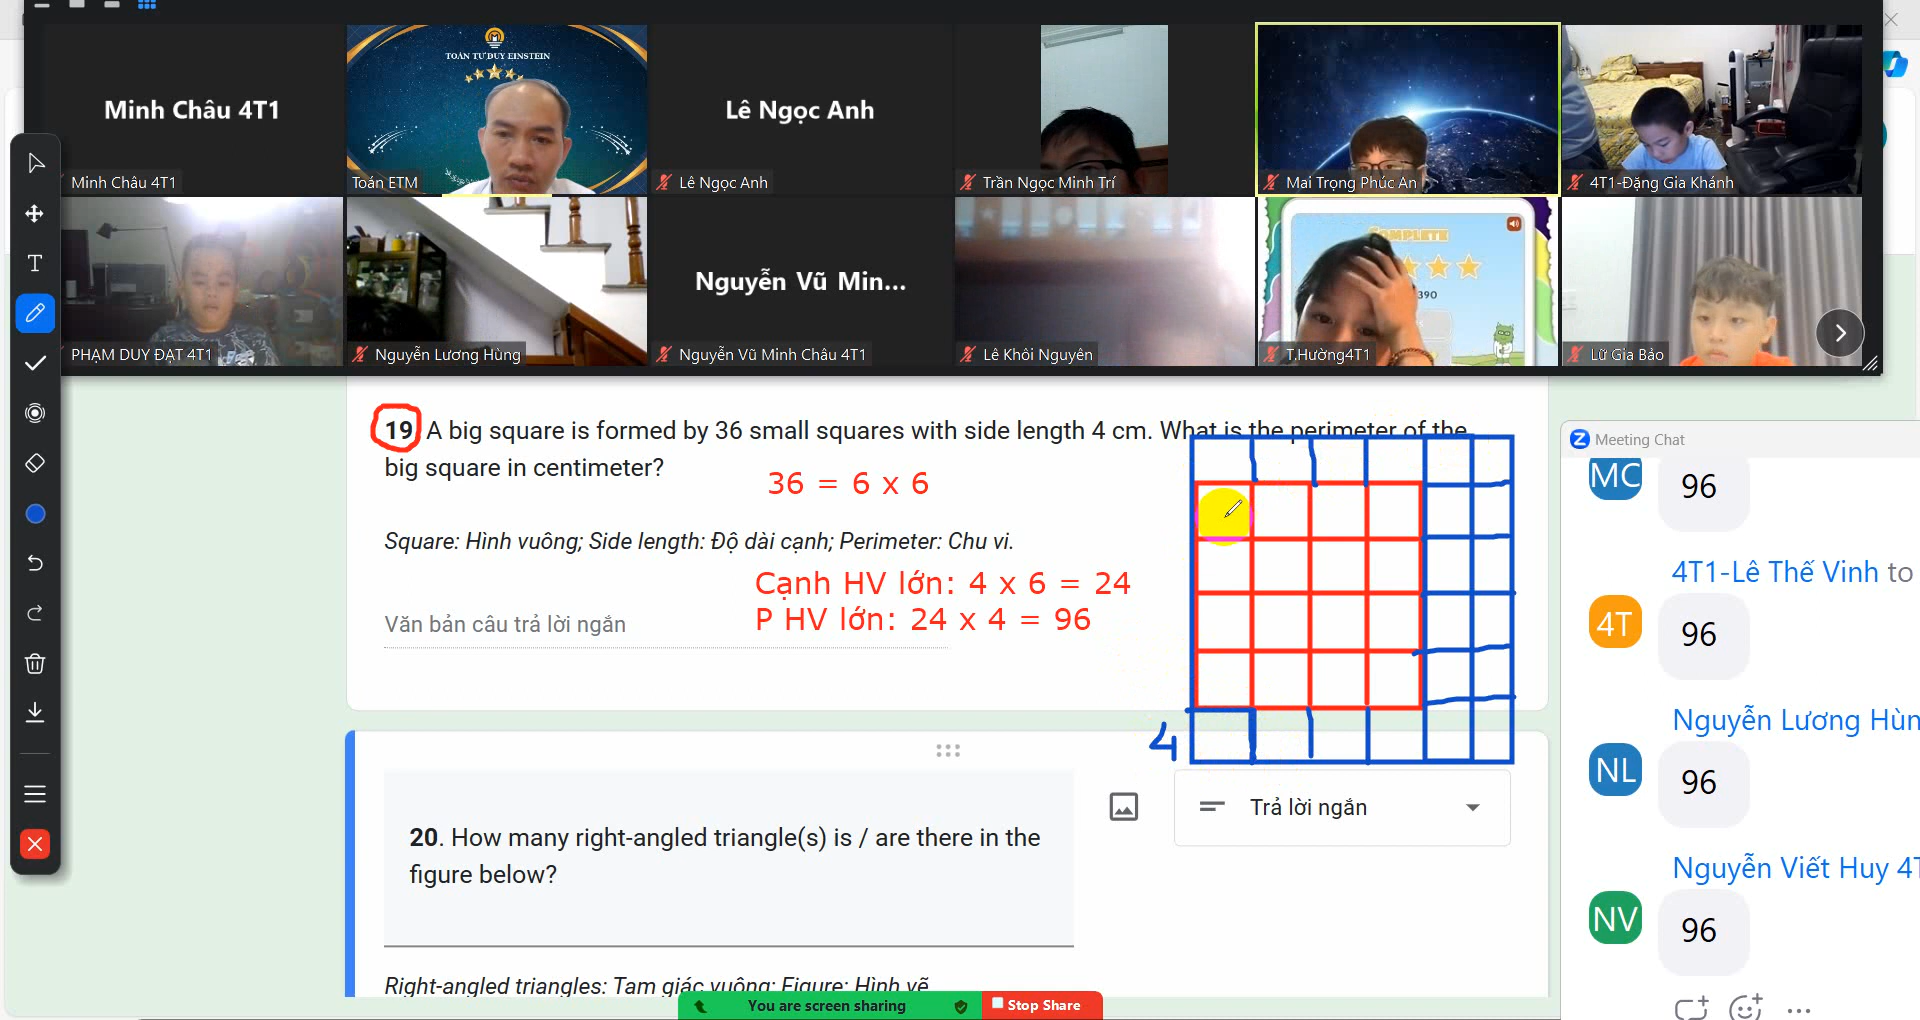 Minh Châu 4T1
Minh Châu 4T1
TOÁN TƯ DUY EINSTEIN
Toán ETM
Lê Ngọc Anh
Lê Ngọc Anh
Trần Ngọc Minh Trí
Mai Trọng Phúc An
4T1-Đặng Gia Khánh
PHẠM DUY ĐẠT 4T1
Nguyễn Lương Hùng
Nguyễn Vũ Min...
Nguyễn Vũ Minh Châu 4T1
Lê Khôi Nguyên
COMPLETE
390
T.Hường4T1
Lữ Gia Bảo
19 A big square is formed by 36 small squares with side length 4 cm. What is the perimeter of the
big square in centimeter?
36 = 6 x 6
Square: Hình vuông; Side length: Độ dài cạnh; Perimeter: Chu vi.
Cạnh HV lớn: 4 x 6 = 24
P HV lớn: 24 x 4 = 96
Văn bản câu trả lời ngắn
4
20. How many right-angled triangle(s) is / are there in the
figure below?
Trả lời ngắn
Right-angled triangles: Tam giác vuông; Figure: Hình vẽ
You are screen sharing
Stop Share
Meeting Chat
MC
96
4T1-Lê Thế Vinh to
4T
96
Nguyễn Lương Hùn
NL
96
Nguyễn Viết Huy 4T
NV
96